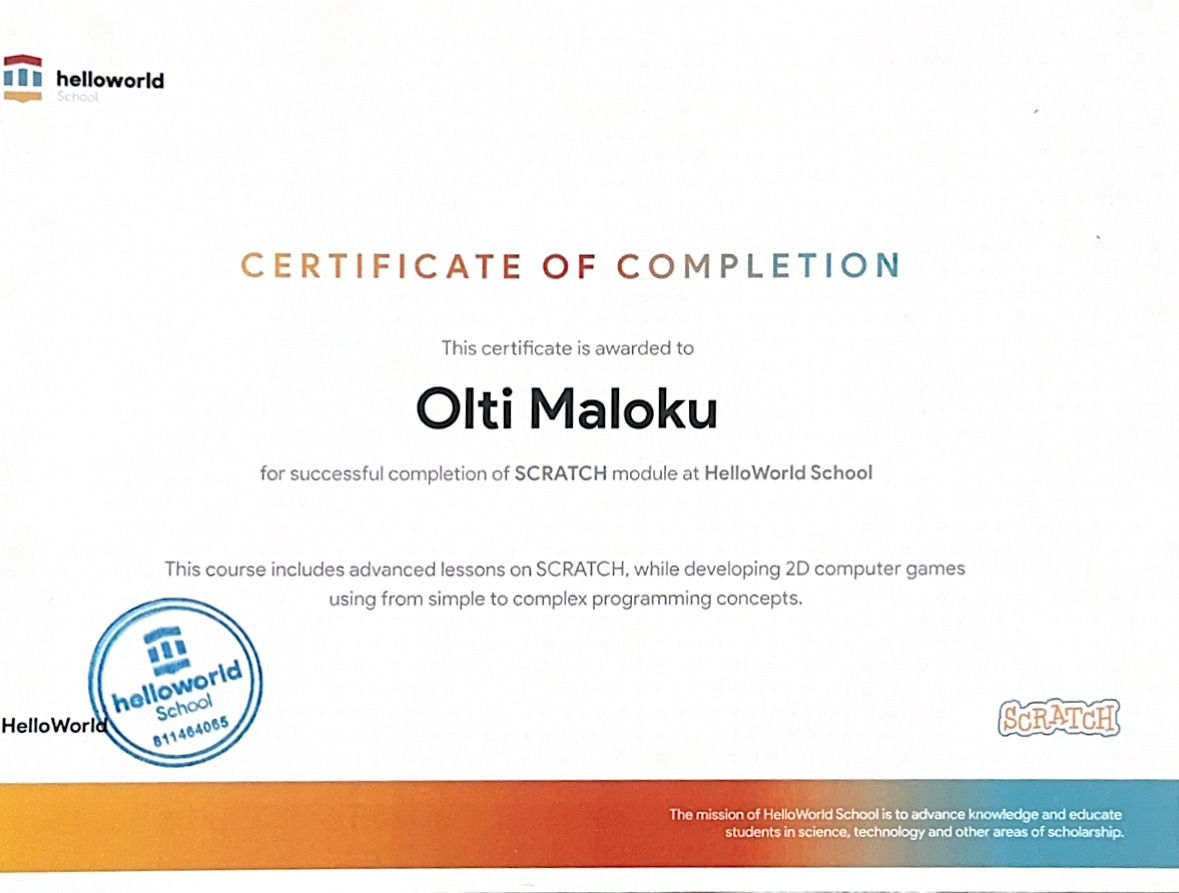 helloworld
School
CERTIFICATE OF COMPLETION
This certificate is awarded to
Olti Maloku
for successful completion of SCRATCH module at HelloWorld School
This course includes advanced lessons on SCRATCH, while developing 2D computer games
using from simple to complex programming concepts.
helloworld
School
811464065
HelloWorld
SCRATCH
The mission of HelloWorld School is to advance knowledge and educate
students in science, technology and other areas of scholarship.